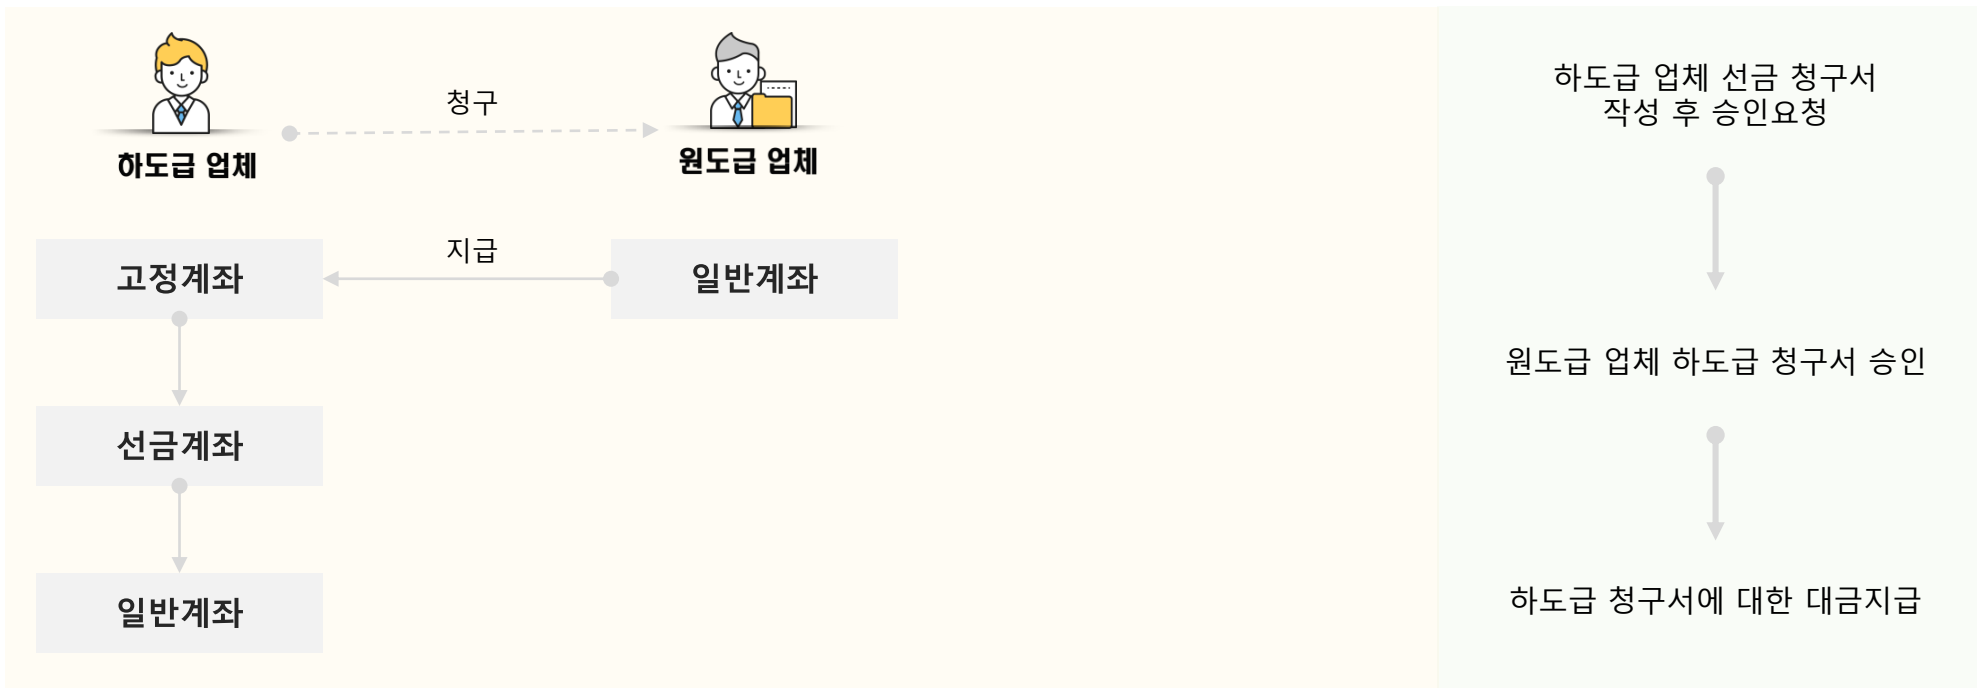 청구
하도급 업체
원도급 업체
지급
고정계좌
일반계좌
선금계좌
일반계좌
하도급 업체 선금 청구서
작성 후 승인요청
원도급 업체 하도급 청구서 승인
하도급 청구서에 대한 대금지급